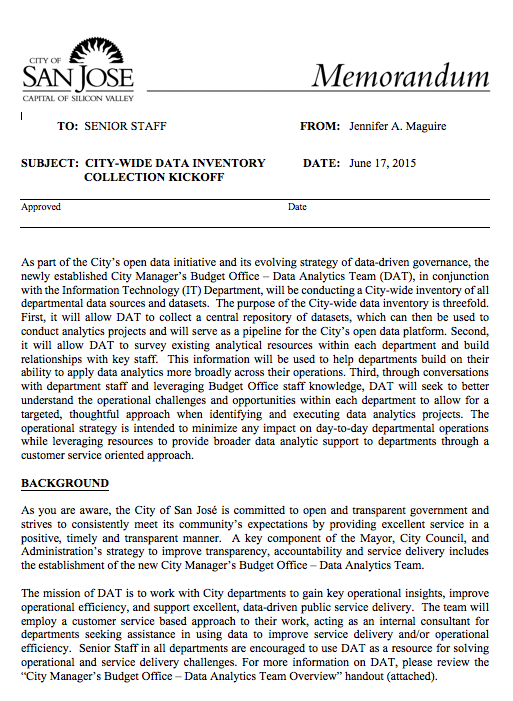 CITY OF
SAN JOSE
CAPITAL OF SILICON VALLEY
Memorandum
TO: SENIOR STAFF
FROM: Jennifer A. Maguire
SUBJECT: CITY-WIDE DATA INVENTORY
COLLECTION KICKOFF
DATE: June 17, 2015
Approved
Date
As part of the City's open data initiative and its evolving strategy of data-driven governance, the
newly established City Manager's Budget Office – Data Analytics Team (DAT), in conjunction
with the Information Technology (IT) Department, will be conducting a City-wide inventory of all
departmental data sources and datasets. The purpose of the City-wide data inventory is threefold.
First, it will allow DAT to collect a central repository of datasets, which can then be used to
conduct analytics projects and will serve as a pipeline for the City's open data platform. Second,
it will allow DAT to survey existing analytical resources within each department and build
relationships with key staff. This information will be used to help departments build on their
ability to apply data analytics more broadly across their operations. Third, through conversations
with department staff and leveraging Budget Office staff knowledge, DAT will seek to better
understand the operational challenges and opportunities within each department to allow for a
targeted, thoughtful approach when identifying and executing data analytics projects. The
operational strategy is intended to minimize any impact on day-to-day departmental operations
while leveraging resources to provide broader data analytic support to departments through a
customer service oriented approach.
BACKGROUND
As you are aware, the City of San José is committed to open and transparent government and
strives to consistently meet its community's expectations by providing excellent service in a
positive, timely and transparent manner. A key component of the Mayor, City Council, and
Administration's strategy to improve transparency, accountability and service delivery includes
the establishment of the new City Manager's Budget Office – Data Analytics Team.
The mission of DAT is to work with City departments to gain key operational insights, improve
operational efficiency, and support excellent, data-driven public service delivery. The team will
employ a customer service based approach to their work, acting as an internal consultant for
departments seeking assistance in using data to improve service delivery and/or operational
efficiency. Senior Staff in all departments are encouraged to use DAT as a resource for solving
operational and service delivery challenges. For more information on DAT, please review the
"City Manager's Budget Office – Data Analytics Team Overview" handout (attached).